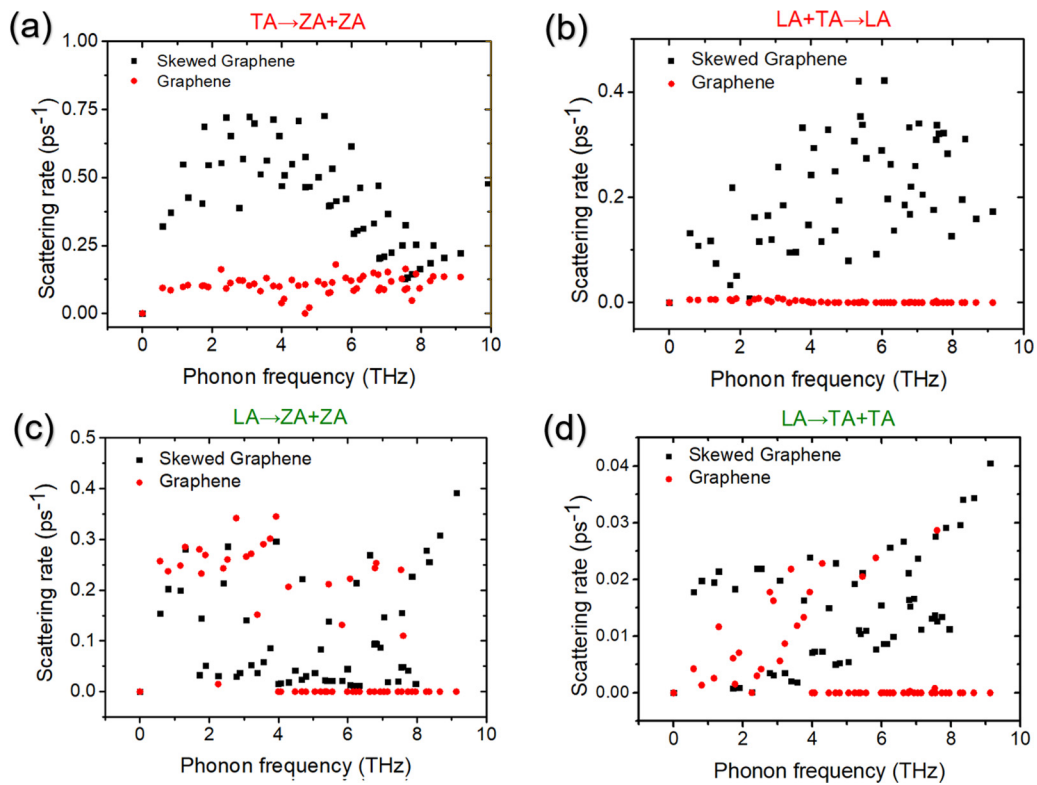 (a)
TA→ZA+ZA
Skewed Graphene
Graphene
1.00
0.75
0.50
0.25
0.00
Scattering rate (ps⁻¹)
0 2 4 6 8 10
Phonon frequency (THz)
(b)
LA+TA→LA
Skewed Graphene
Graphene
0.4
0.2
0.0
Scattering rate (ps⁻¹)
0 2 4 6 8 10
Phonon frequency (THz)
(c)
LA→ZA+ZA
Skewed Graphene
Graphene
0.5
0.4
0.3
0.2
0.1
0.0
Scattering rate (ps⁻¹)
0 2 4 6 8 10
Phonon frequency (THz)
(d)
LA→TA+TA
Skewed Graphene
Graphene
0.04
0.03
0.02
0.01
0.00
Scattering rate (ps⁻¹)
0 2 4 6 8 10
Phonon frequency (THz)